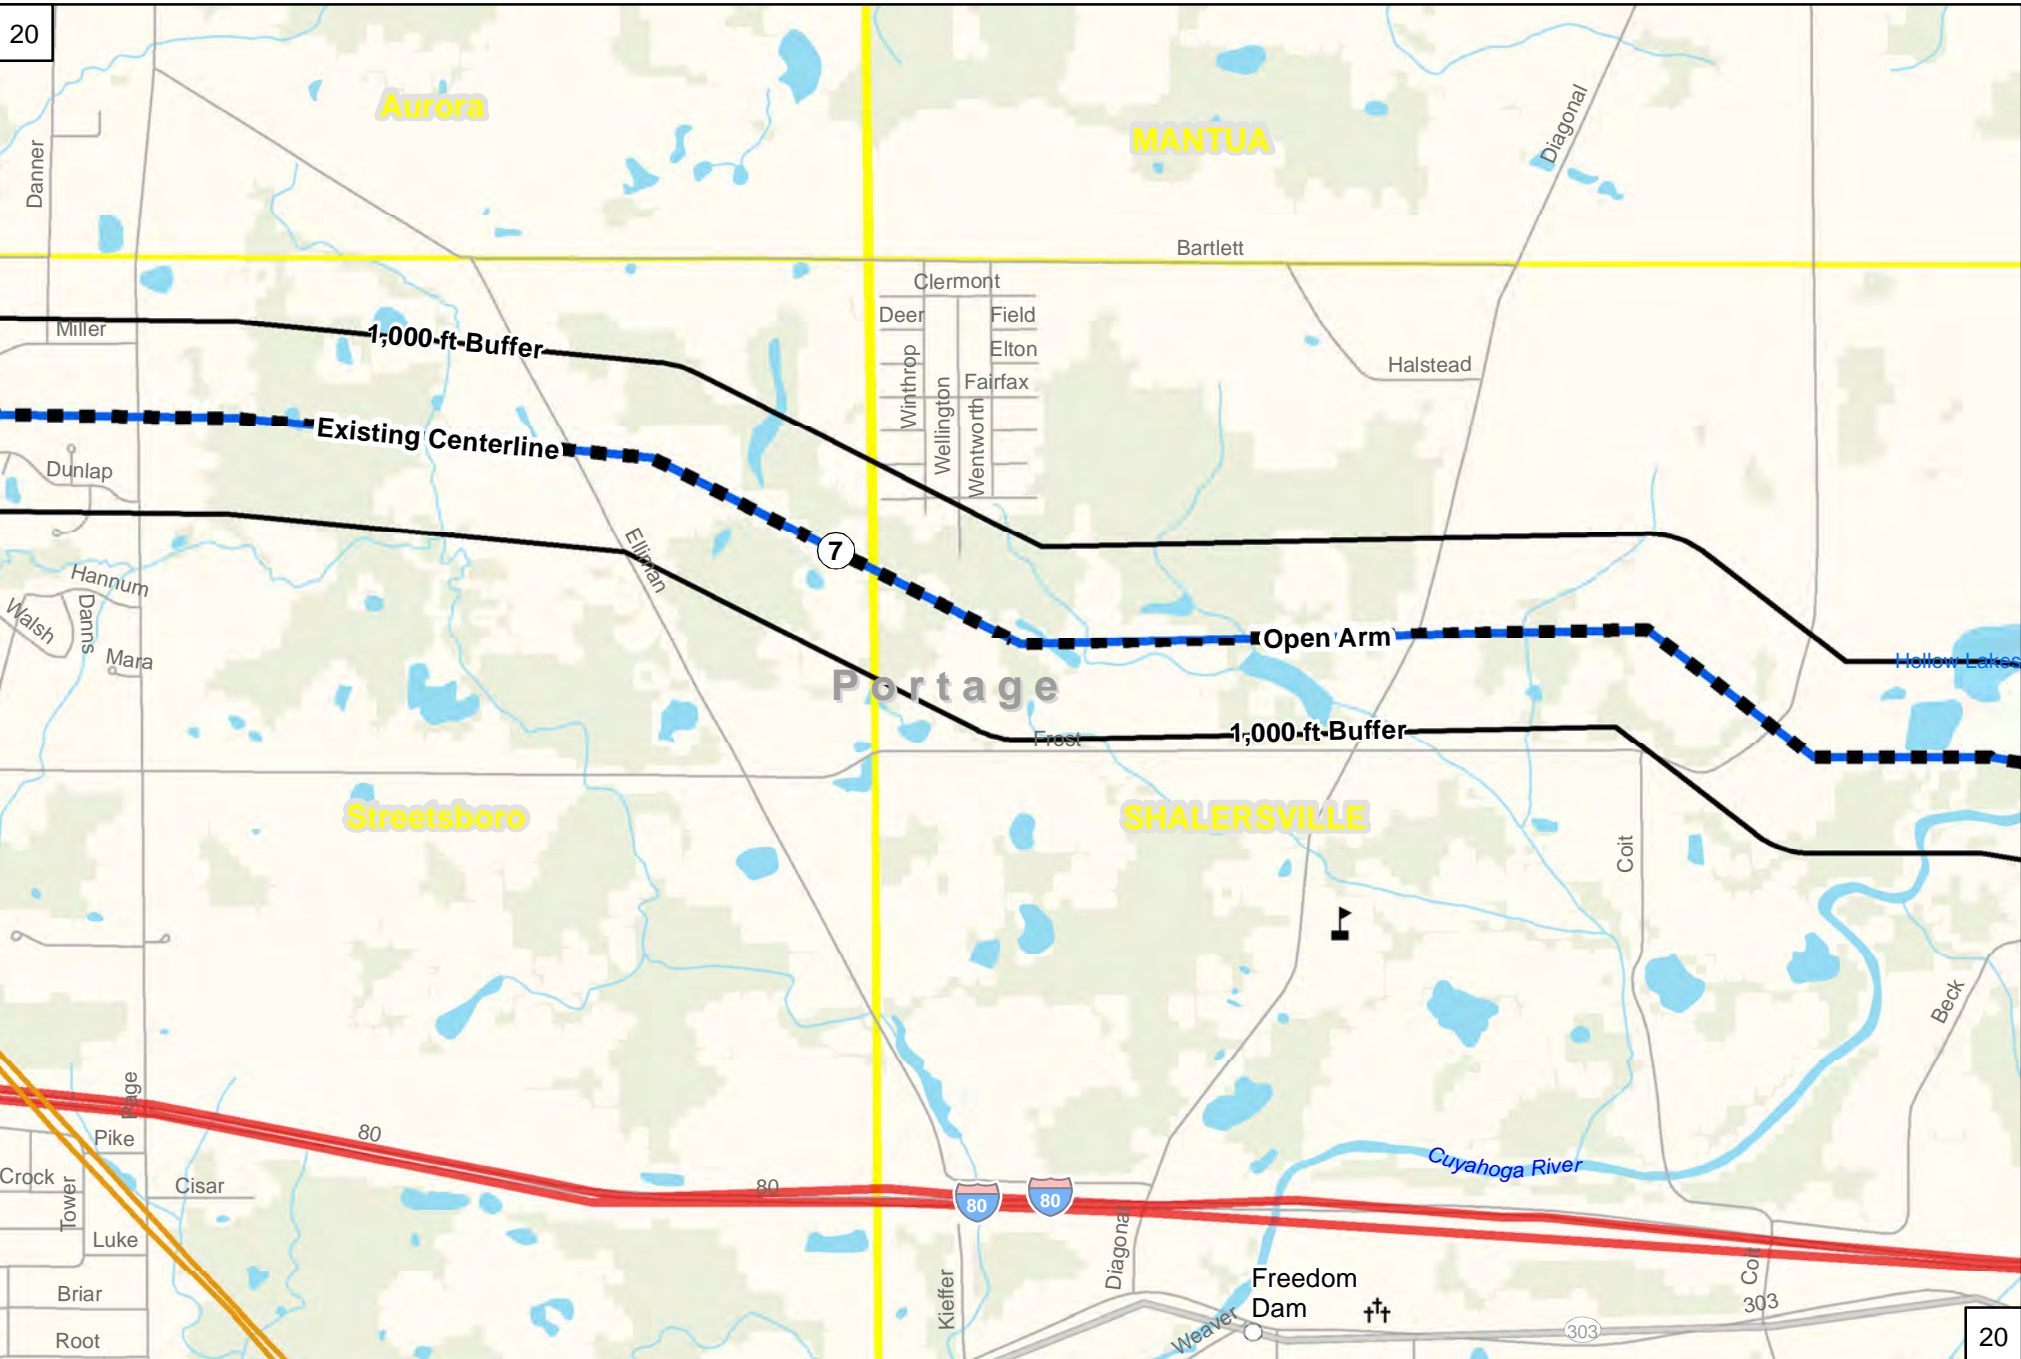 20
Aurora
MANTUA
Diagonal
Danner
Bartlett
Clermont
Deer
Field
Miller
1,000 ft Buffer
Elton
Winthrop
Halstead
Fairfax
Wellington
Wentworth
Existing Centerline
Dunlap
Elliman
7
Hannum
Walsh
Danns
Mara
Open Arm
Hollow Lakes
Portage
1,000 ft Buffer
Frost
Streetsboro
SHALERSVILLE
Coit
Beck
Page
80
Pike
Cuyahoga River
Crock
Tower
Cisar
80
80
80
Luke
Diagonal
Coit
Kieffer
Freedom
Dam
Briar
303
Weaver
303
Root
20